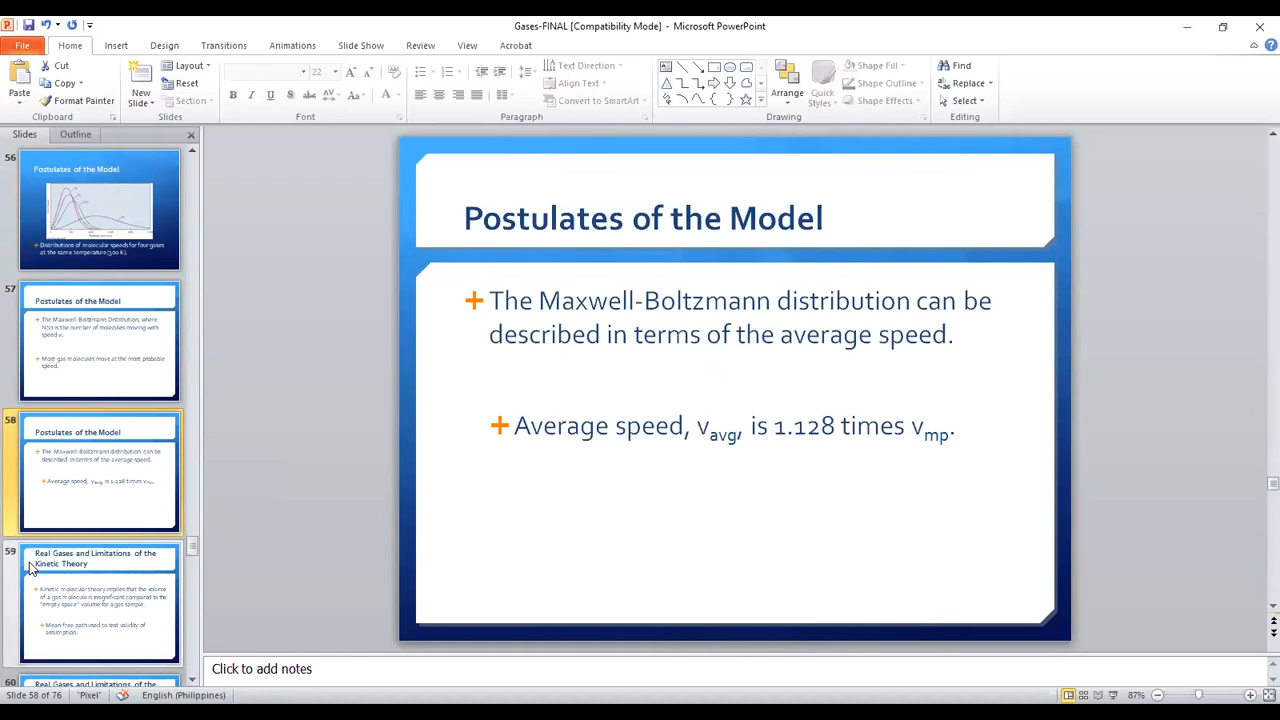 Gases-FINAL [Compatibility Mode] - Microsoft PowerPoint
File Home Insert Design Transitions Animations Slide Show Review View Acrobat
Paste
Cut
Copy
Format Painter
Clipboard
New
Slide
Layout
Reset
Section
Slides
22
Font
Text Direction
Align Text
Convert to SmartArt
Paragraph
Arrange
Quick
Styles
Shape Fill
Shape Outline
Shape Effects
Drawing
Find
Replace
Select
Editing
Slides Outline
56
Postulates of the Model
Distributions of molecular speeds for four gases
at the same temperature (300 K).
57
Postulates of the Model
The Maxwell-Boltzmann Distribution, where
N(v) is the number of molecules moving with
speed v.
Most gas molecules move at the most probable
speed.
58
Postulates of the Model
The Maxwell-Boltzmann distribution can be
described in terms of the average speed.
Average speed, vavg, is 1.128 times vmp.
59
Real Gases and Limitations of the
Kinetic Theory
Kinetic molecular theory implies that the volume
of a gas molecule is insignificant compared to the
"empty space" volume for a gas sample.
Mean free path used to test validity of
assumption.
60
Real Gases and Limitations of the
Postulates of the Model
The Maxwell-Boltzmann distribution can be
described in terms of the average speed.
Average speed, vavg, is 1.128 times vmp.
Click to add notes
Slide 58 of 76 "Pixel" English (Philippines) 87%